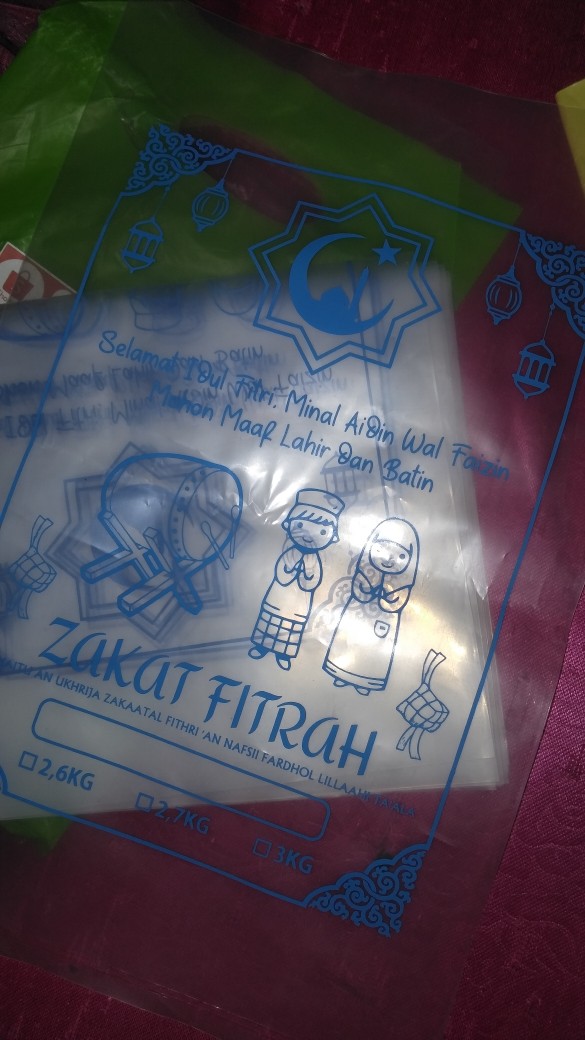 Selamat Idul Fitri. Minal Aidin Wal Faizin
Mohon Maaf Lahir dan Batin
ZAKAT FITRAH
AN UKHRIJA ZAKAATAL FITHRI 'AN NAFSII FARDHOL LILLAAHI TA'ALA
2,6KG
2,7KG
3KG